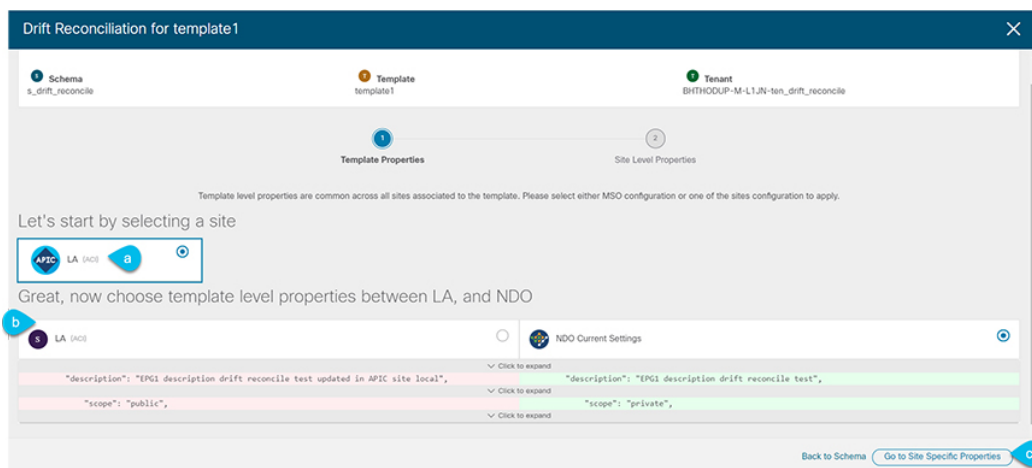 Drift Reconciliation for template1
S Schema
s_drift_reconcile
T Template
template1
T Tenant
BHTHODUP-M-L1JN-ten_drift_reconcile
1
Template Properties
2
Site Level Properties
Template level properties are common across all sites associated to the template. Please select either MSO configuration or one of the sites configuration to apply.
Let's start by selecting a site
APIC LA (ACI) a
Great, now choose template level properties between LA, and NDO
b
S LA (ACI)
NDO Current Settings
Click to expand
"description": "EPG1 description drift reconcile test updated in APIC site local", "description": "EPG1 description drift reconcile test",
Click to expand
"scope": "public", "scope": "private",
Click to expand
Back to Schema Go to Site Specific Properties